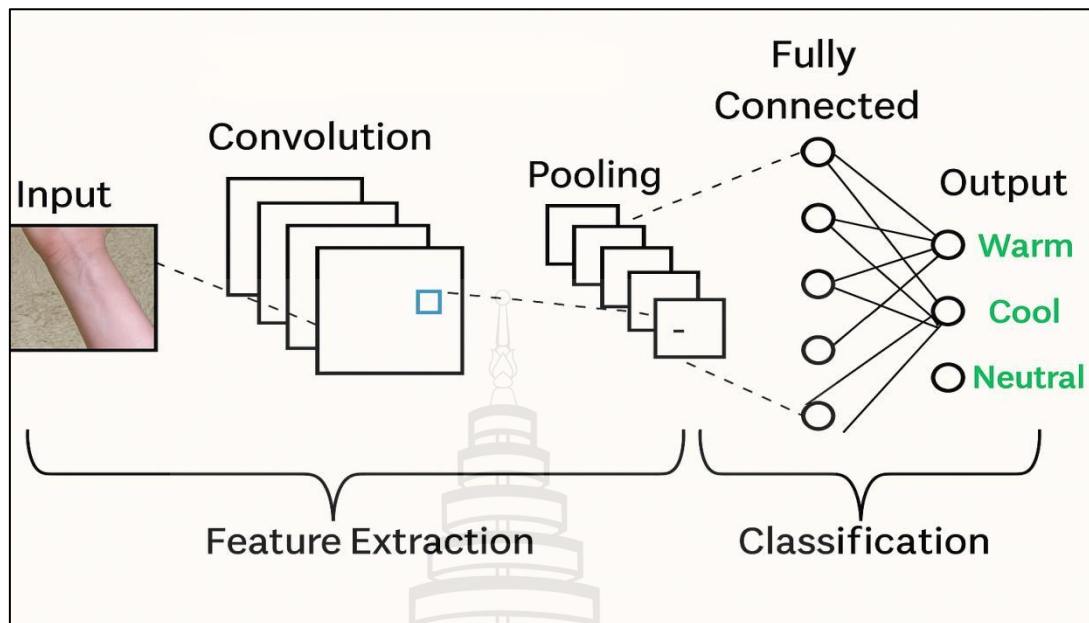 Input
Convolution
Pooling
Fully
Connected
Output
Warm
Cool
Neutral
Feature Extraction
Classification